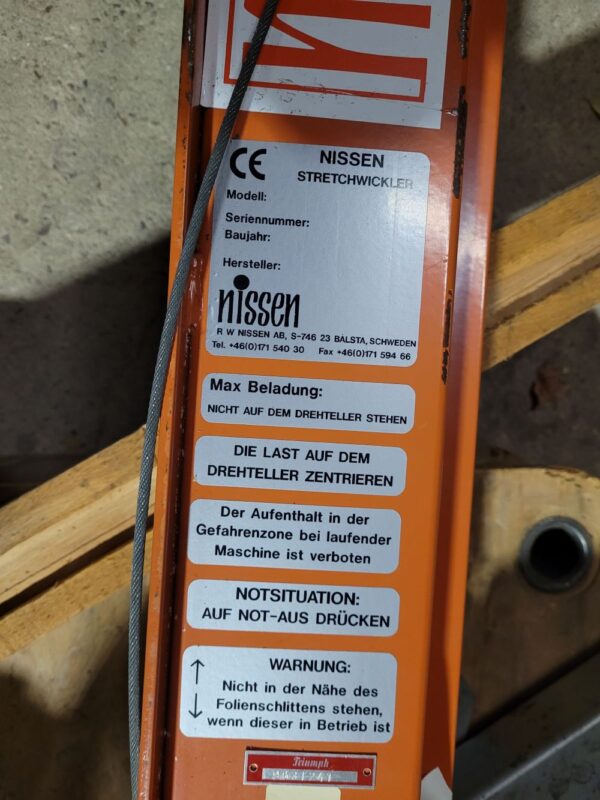 CE
NISSEN
STRETCHWICKLER
Modell:
Seriennummer:
Baujahr:
Hersteller:
nissen
R W NISSEN AB, S-746 23 BÅLSTA, SCHWEDEN
Tel. +46(0)171 540 30 Fax +46(0)171 594 66
Max Beladung:
NICHT AUF DEM DREHTELLER STEHEN
DIE LAST AUF DEM
DREHTELLER ZENTRIEREN
Der Aufenthalt in der
Gefahrenzone bei laufender
Maschine ist verboten
NOTSITUATION:
AUF NOT-AUS DRÜCKEN
WARNUNG:
Nicht in der Nähe des
Folienschlittens stehen,
wenn dieser in Betrieb ist
Triumph